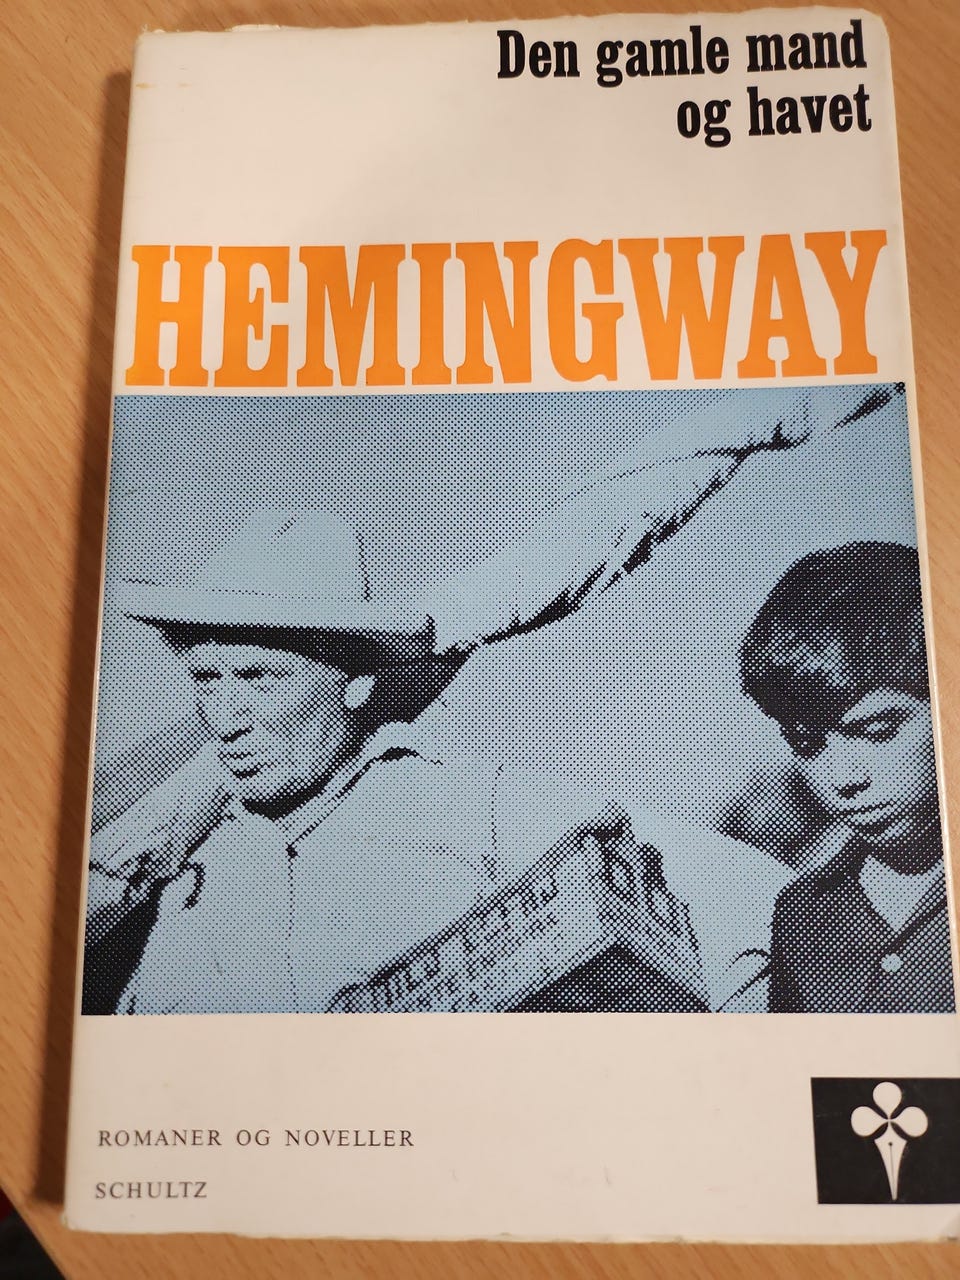 Den gamle mand
og havet
HEMINGWAY
ROMANER OG NOVELLER
SCHULTZ